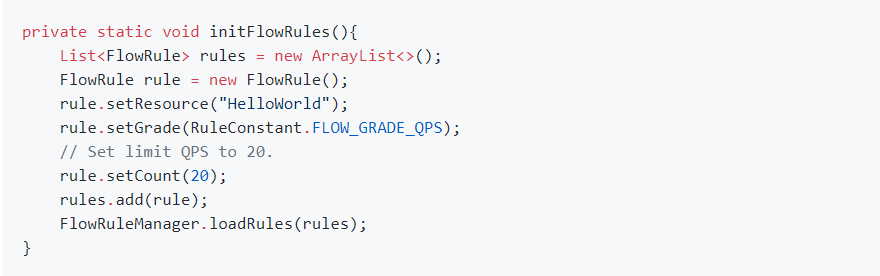 private static void initFlowRules(){
    List<FlowRule> rules = new ArrayList<>();
    FlowRule rule = new FlowRule();
    rule.setResource("HelloWorld");
    rule.setGrade(RuleConstant.FLOW_GRADE_QPS);
    // Set limit QPS to 20.
    rule.setCount(20);
    rules.add(rule);
    FlowRuleManager.loadRules(rules);
}